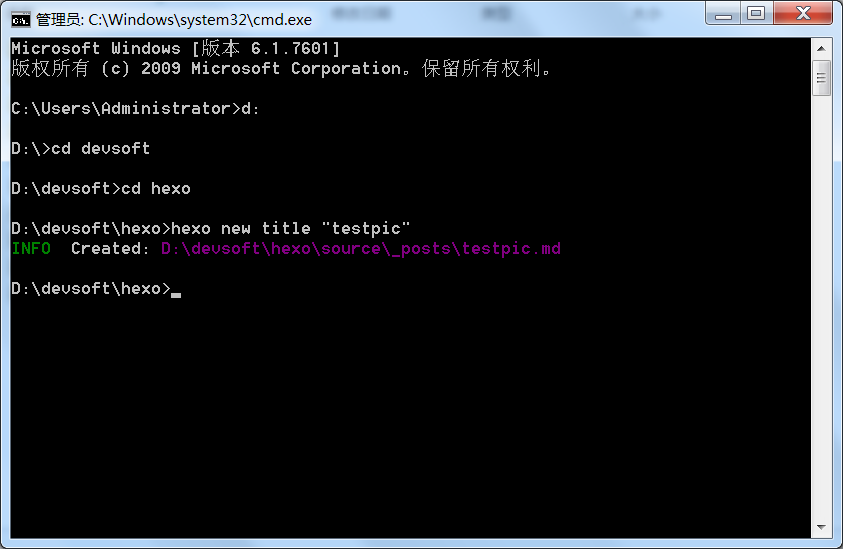 管理员: C:\Windows\system32\cmd.exe
Microsoft Windows [版本 6.1.7601]
版权所有 (c) 2009 Microsoft Corporation。保留所有权利。
C:\Users\Administrator>d:
D:\>cd devsoft
D:\devsoft>cd hexo
D:\devsoft\hexo>hexo new title "testpic"
INFO  Created: D:\devsoft\hexo\source\_posts\testpic.md
D:\devsoft\hexo>